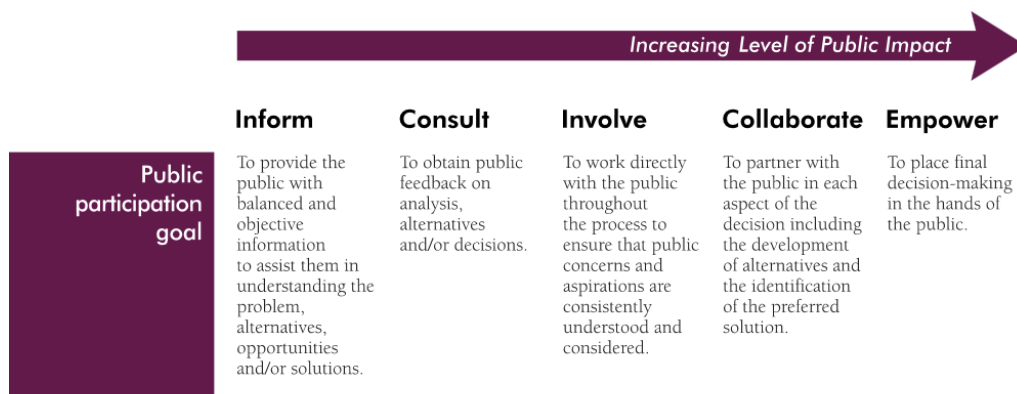 Increasing Level of Public Impact
Inform
Consult
Involve
Collaborate
Empower
Public
participation
goal
To provide the
public with
balanced and
objective
information
to assist them in
understanding the
problem,
alternatives,
opportunities
and/or solutions.
To obtain public
feedback on
analysis,
alternatives
and/or decisions.
To work directly
with the public
throughout
the process to
ensure that public
concerns and
aspirations are
consistently
understood and
considered.
To partner with
the public in each
aspect of the
decision including
the development
of alternatives and
the identification
of the preferred
solution.
To place final
decision-making
in the hands of
the public.